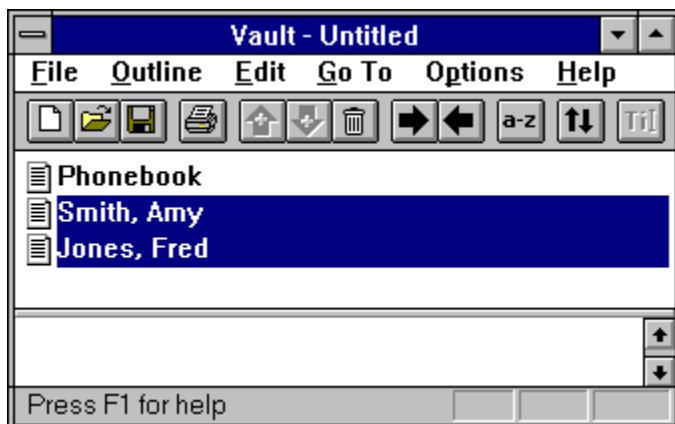 Vault - Untitled
File Outline Edit Go To Options Help
a-z
Phonebook
Smith, Amy
Jones, Fred
Press F1 for help